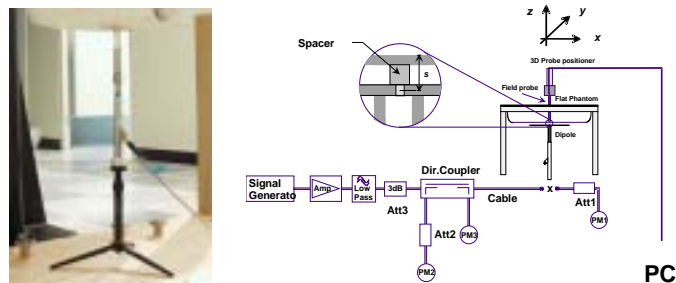 z
y
x
Spacer
s
3D Probe positioner
Field probe
Flat Phantom
Dipole
Dir.Coupler
Signal
Generato
Amp
Low
Pass
3dB
Att3
Cable
x
Att1
PM1
Att2
PM3
PM2
PC